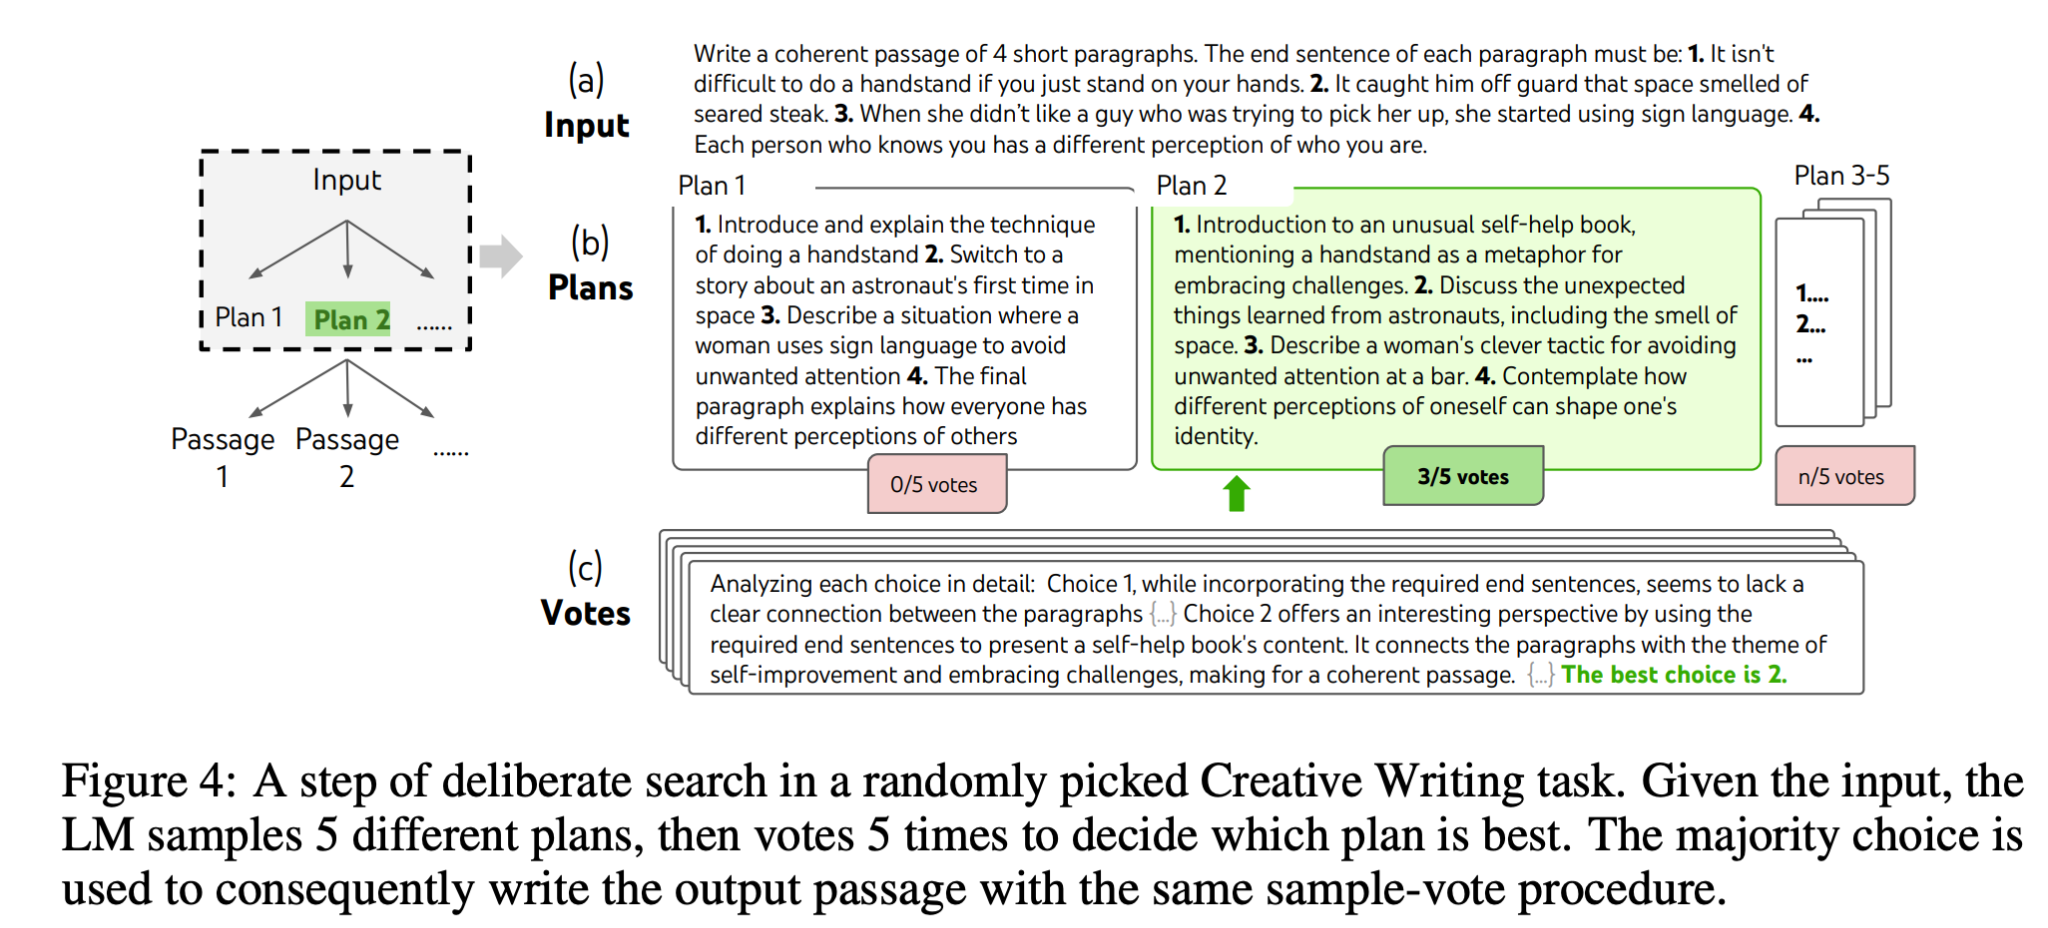 (a)
Input
Write a coherent passage of 4 short paragraphs. The end sentence of each paragraph must be: 1. It isn't
difficult to do a handstand if you just stand on your hands. 2. It caught him off guard that space smelled of
seared steak. 3. When she didn't like a guy who was trying to pick her up, she started using sign language. 4.
Each person who knows you has a different perception of who you are.
Input
Plan 1
Plan 2
......
Passage
1
Passage
2
......
(b)
Plans
Plan 1
1. Introduce and explain the technique
of doing a handstand 2. Switch to a
story about an astronaut's first time in
space 3. Describe a situation where a
woman uses sign language to avoid
unwanted attention 4. The final
paragraph explains how everyone has
different perceptions of others
0/5 votes
Plan 2
1. Introduction to an unusual self-help book,
mentioning a handstand as a metaphor for
embracing challenges. 2. Discuss the unexpected
things learned from astronauts, including the smell of
space. 3. Describe a woman's clever tactic for avoiding
unwanted attention at a bar. 4. Contemplate how
different perceptions of oneself can shape one's
identity.
3/5 votes
Plan 3-5
1....
2...
...
n/5 votes
(c)
Votes
Analyzing each choice in detail: Choice 1, while incorporating the required end sentences, seems to lack a
clear connection between the paragraphs {...} Choice 2 offers an interesting perspective by using the
required end sentences to present a self-help book's content. It connects the paragraphs with the theme of
self-improvement and embracing challenges, making for a coherent passage. {...} The best choice is 2.
Figure 4: A step of deliberate search in a randomly picked Creative Writing task. Given the input, the
LM samples 5 different plans, then votes 5 times to decide which plan is best. The majority choice is
used to consequently write the output passage with the same sample-vote procedure.